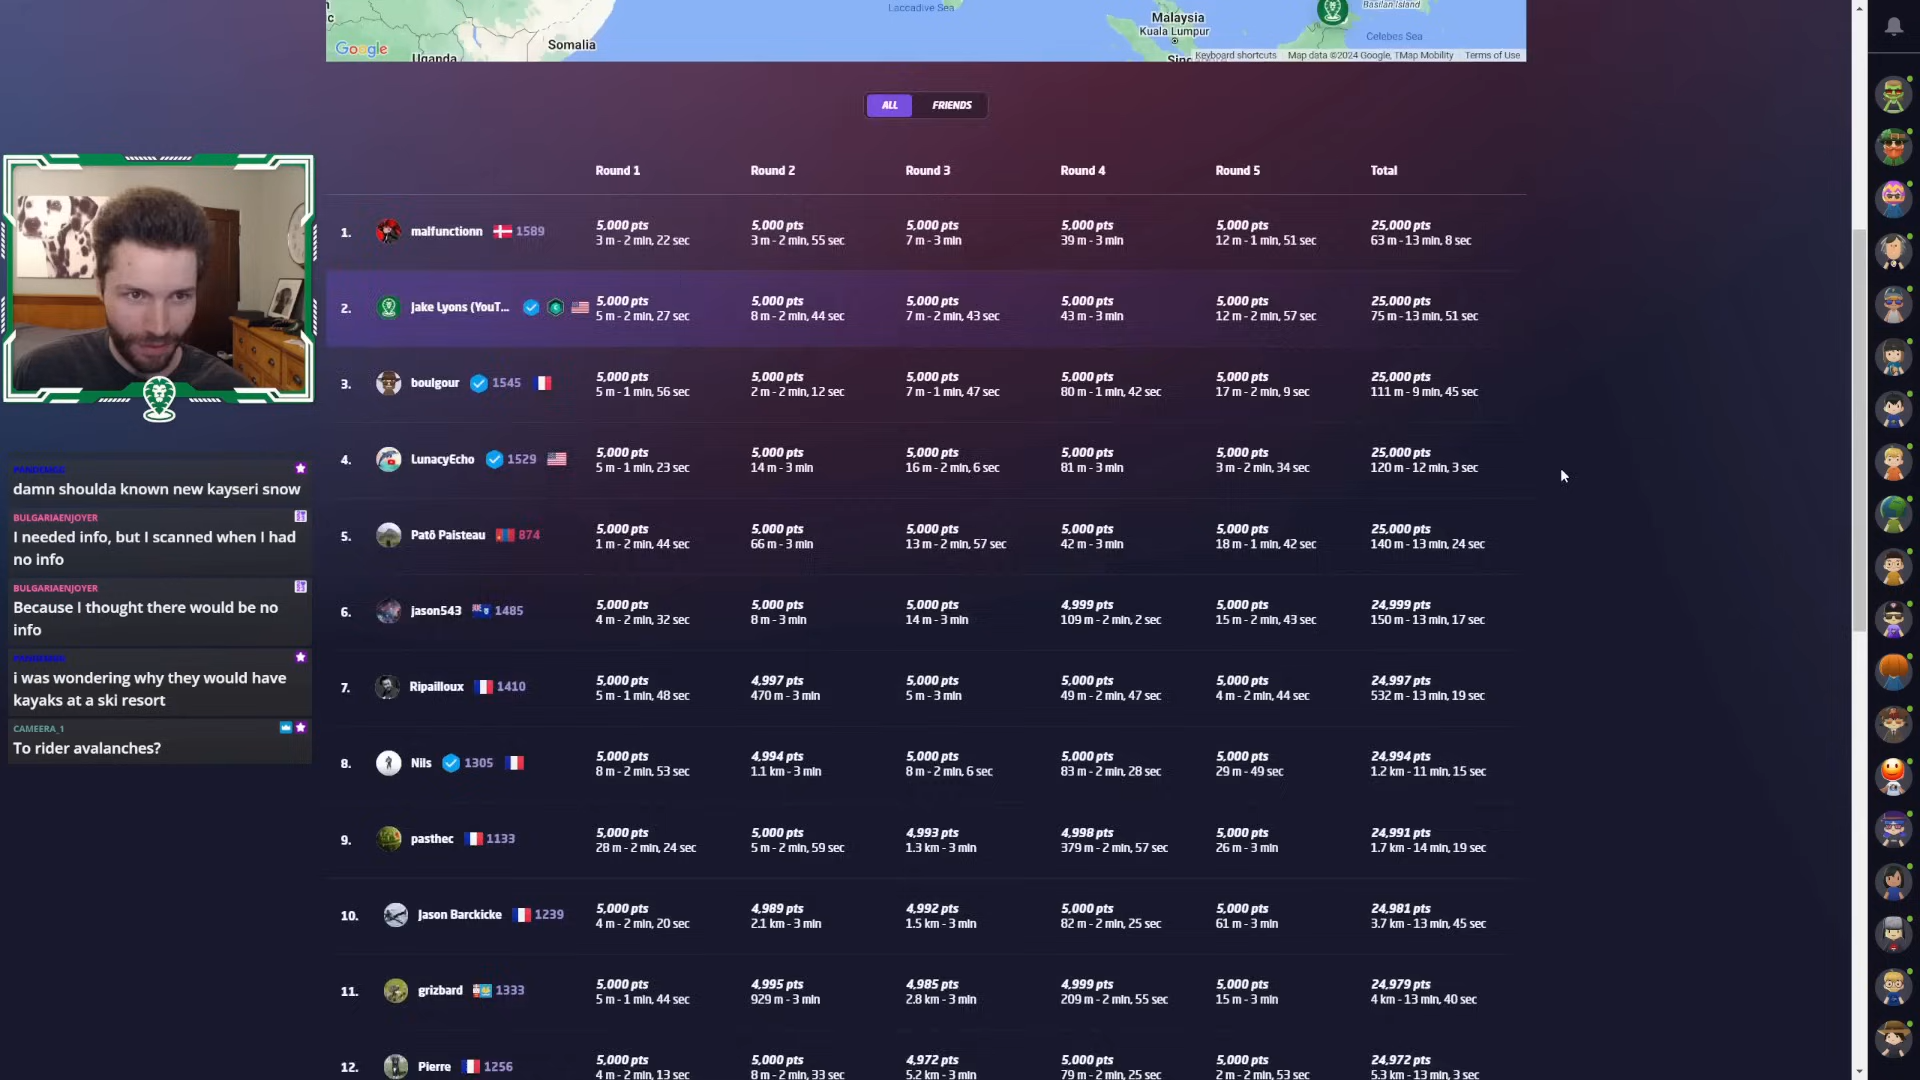 Laccadive Sea
Basilan Island
Malaysia
Kuala Lumpur
Celebes Sea
Somalia
Google
Uganda
Keyboard shortcuts
Map data ©2024 Google, TMap Mobility
Terms of Use
ALL
FRIENDS
Round 1 Round 2 Round 3 Round 4 Round 5 Total
1. malfunctionn 1589
5,000 pts 5,000 pts 5,000 pts 5,000 pts 5,000 pts 25,000 pts
3 m - 2 min, 22 sec 3 m - 2 min, 55 sec 7 m - 3 min 39 m - 3 min 12 m - 1 min, 51 sec 63 m - 13 min, 8 sec
2. Jake Lyons (YouT...
5,000 pts 5,000 pts 5,000 pts 5,000 pts 5,000 pts 25,000 pts
5 m - 2 min, 27 sec 8 m - 2 min, 44 sec 7 m - 2 min, 43 sec 43 m - 3 min 12 m - 2 min, 57 sec 75 m - 13 min, 51 sec
3. boulgour 1545
5,000 pts 5,000 pts 5,000 pts 5,000 pts 5,000 pts 25,000 pts
5 m - 1 min, 56 sec 2 m - 2 min, 12 sec 7 m - 1 min, 47 sec 80 m - 1 min, 42 sec 17 m - 2 min, 9 sec 111 m - 9 min, 45 sec
4. LunacyEcho 1529
5,000 pts 5,000 pts 5,000 pts 5,000 pts 5,000 pts 25,000 pts
5 m - 1 min, 23 sec 14 m - 3 min 16 m - 2 min, 6 sec 81 m - 3 min 3 m - 2 min, 34 sec 120 m - 12 min, 3 sec
5. Patô Paisteau 874
5,000 pts 5,000 pts 5,000 pts 5,000 pts 5,000 pts 25,000 pts
1 m - 2 min, 44 sec 66 m - 3 min 13 m - 2 min, 57 sec 42 m - 3 min 18 m - 1 min, 42 sec 140 m - 13 min, 24 sec
6. jason543 1485
5,000 pts 5,000 pts 5,000 pts 4,999 pts 5,000 pts 24,999 pts
4 m - 2 min, 32 sec 8 m - 3 min 14 m - 3 min 109 m - 2 min, 2 sec 15 m - 2 min, 43 sec 150 m - 13 min, 17 sec
7. Ripailloux 1410
5,000 pts 4,997 pts 5,000 pts 5,000 pts 5,000 pts 24,997 pts
5 m - 1 min, 48 sec 470 m - 3 min 5 m - 3 min 49 m - 2 min, 47 sec 4 m - 2 min, 44 sec 532 m - 13 min, 19 sec
8. Nils 1305
5,000 pts 4,994 pts 5,000 pts 5,000 pts 5,000 pts 24,994 pts
8 m - 2 min, 53 sec 1.1 km - 3 min 8 m - 2 min, 6 sec 83 m - 2 min, 28 sec 29 m - 49 sec 1.2 km - 11 min, 15 sec
9. pasthec 1133
5,000 pts 5,000 pts 4,993 pts 4,998 pts 5,000 pts 24,991 pts
28 m - 2 min, 24 sec 5 m - 2 min, 59 sec 1.3 km - 3 min 379 m - 2 min, 57 sec 26 m - 3 min 1.7 km - 14 min, 19 sec
10. Jason Barckicke 1239
5,000 pts 4,989 pts 4,992 pts 5,000 pts 5,000 pts 24,981 pts
4 m - 2 min, 20 sec 2.1 km - 3 min 1.5 km - 3 min 82 m - 2 min, 25 sec 61 m - 3 min 3.7 km - 13 min, 45 sec
11. grizbard 1333
5,000 pts 4,995 pts 4,985 pts 4,999 pts 5,000 pts 24,979 pts
5 m - 1 min, 44 sec 929 m - 3 min 2.8 km - 3 min 209 m - 2 min, 55 sec 15 m - 3 min 4 km - 13 min, 40 sec
12. Pierre 1256
5,000 pts 5,000 pts 4,972 pts 5,000 pts 5,000 pts 24,972 pts
4 m - 2 min, 13 sec 8 m - 2 min, 33 sec 5.2 km - 3 min 79 m - 2 min, 25 sec 2 m - 2 min, 53 sec 5.3 km - 13 min, 3 sec
damn shoulda known new kayseri snow
BULGARIAENJOYER
I needed info, but I scanned when I had
no info
BULGARIAENJOYER
Because I thought there would be no
info
i was wondering why they would have
kayaks at a ski resort
CAMEERA_1
To rider avalanches?